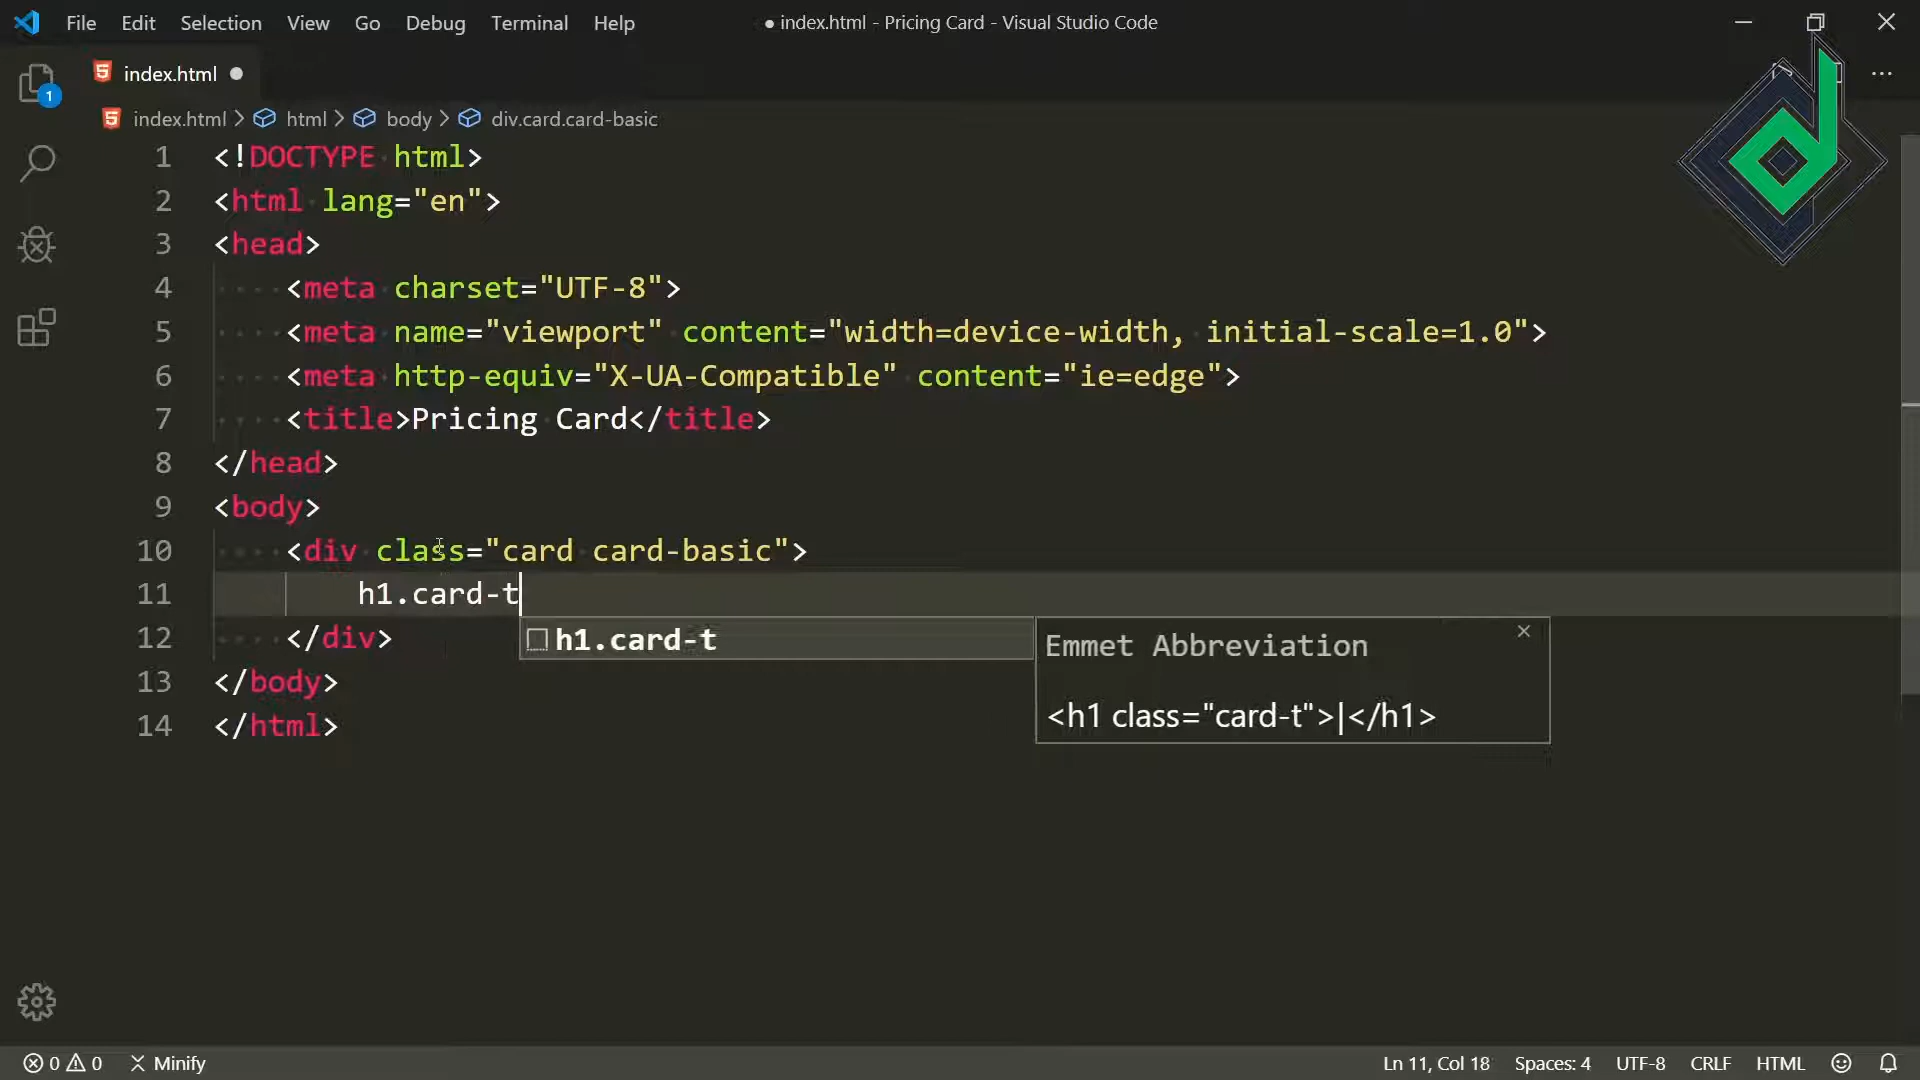 File Edit Selection View Go Debug Terminal Help
● index.html - Pricing Card - Visual Studio Code
index.html ●
1
index.html > html > body > div.card.card-basic
1 <!DOCTYPE html>
2 <html lang="en">
3 <head>
4 <meta charset="UTF-8">
5 <meta name="viewport" content="width=device-width, initial-scale=1.0">
6 <meta http-equiv="X-UA-Compatible" content="ie=edge">
7 <title>Pricing Card</title>
8 </head>
9 <body>
10 <div class="card card-basic">
11 h1.card-t
12 </div>
13 </body>
14 </html>
h1.card-t
Emmet Abbreviation
<h1 class="card-t">|</h1>
0 0 Minify
Ln 11, Col 18 Spaces: 4 UTF-8 CRLF HTML